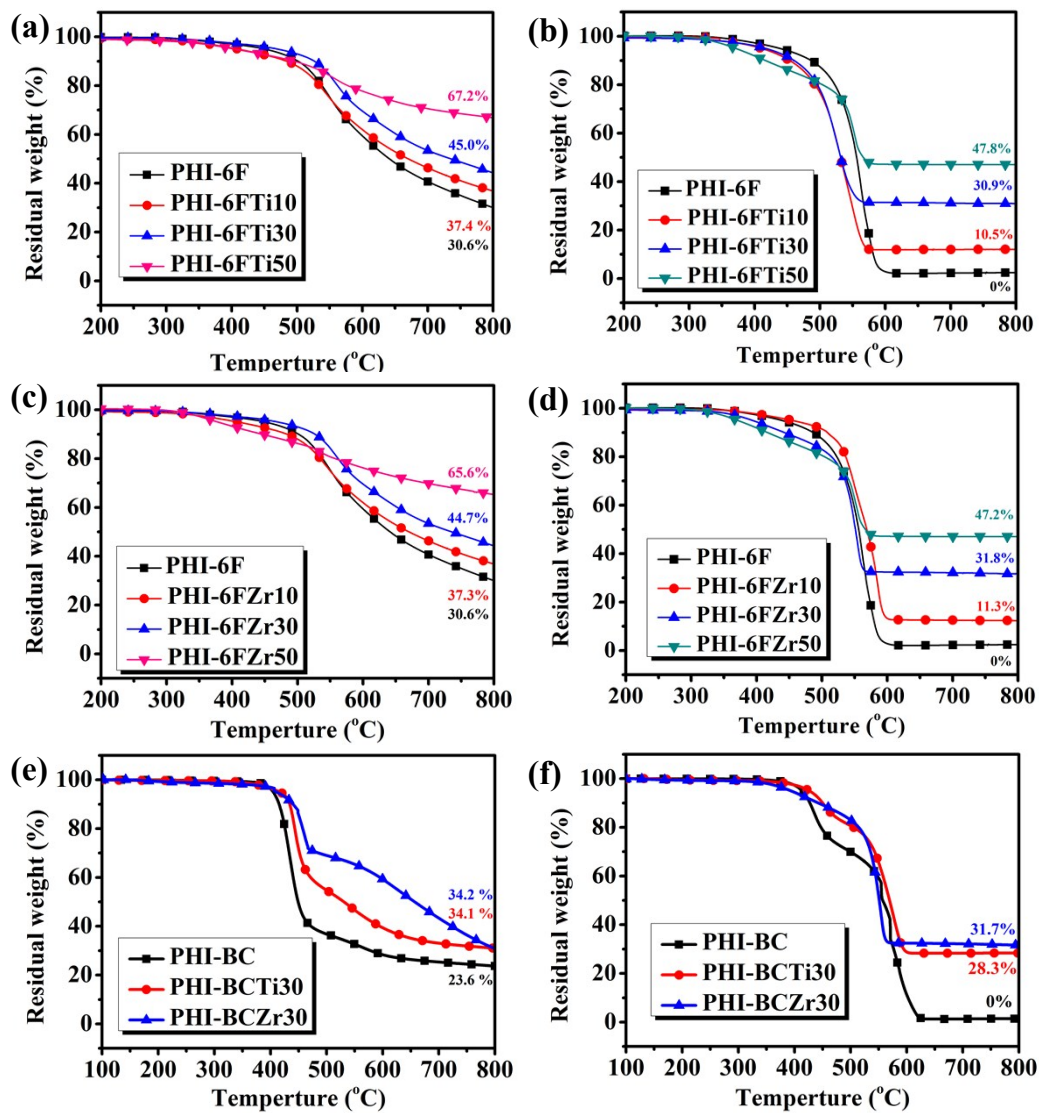 (a)
Residual weight (%)
100
80
60
40
20
0
67.2%
45.0%
37.4 %
30.6%
PHI-6F
PHI-6FTi10
PHI-6FTi30
PHI-6FTi50
200 300 400 500 600 700 800
Temperture (°C)
(b)
Residual weight (%)
100
80
60
40
20
0
47.8%
30.9%
10.5%
0%
PHI-6F
PHI-6FTi10
PHI-6FTi30
PHI-6FTi50
200 300 400 500 600 700 800
Temperture (°C)
(c)
Residual weight (%)
100
80
60
40
20
0
65.6%
44.7%
37.3%
30.6%
PHI-6F
PHI-6FZr10
PHI-6FZr30
PHI-6FZr50
200 300 400 500 600 700 800
Temperture (°C)
(d)
Residual weight (%)
100
80
60
40
20
0
47.2%
31.8%
11.3%
0%
PHI-6F
PHI-6FZr10
PHI-6FZr30
PHI-6FZr50
200 300 400 500 600 700 800
Temperture (°C)
(e)
Residual weight (%)
100
80
60
40
20
0
34.2 %
34.1 %
23.6 %
PHI-BC
PHI-BCTi30
PHI-BCZr30
100 200 300 400 500 600 700 800
Temperture (°C)
(f)
Residual weight (%)
100
80
60
40
20
0
31.7%
28.3%
0%
PHI-BC
PHI-BCTi30
PHI-BCZr30
100 200 300 400 500 600 700 800
Temperture (°C)